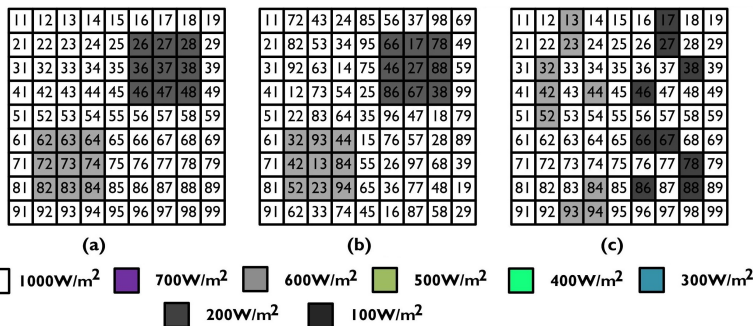 11 12 13 14 15 16 17 18 19 11 72 43 24 85 56 37 98 69 11 12 13 14 15 16 17 18 19
21 22 23 24 25 26 27 28 29 21 82 53 34 95 66 17 78 49 21 22 23 24 25 26 27 28 29
31 32 33 34 35 36 37 38 39 31 92 63 14 75 46 27 88 59 31 32 33 34 35 36 37 38 39
41 42 43 44 45 46 47 48 49 41 12 73 54 25 86 67 38 99 41 42 43 44 45 46 47 48 49
51 52 53 54 55 56 57 58 59 51 22 83 64 35 96 47 18 79 51 52 53 54 55 56 57 58 59
61 62 63 64 65 66 67 68 69 61 32 93 44 15 76 57 28 89 61 62 63 64 65 66 67 68 69
71 72 73 74 75 76 77 78 79 71 42 13 84 55 26 97 68 39 71 72 73 74 75 76 77 78 79
81 82 83 84 85 86 87 88 89 81 52 23 94 65 36 77 48 19 81 82 83 84 85 86 87 88 89
91 92 93 94 95 96 97 98 99 91 62 33 74 45 16 87 58 29 91 92 93 94 95 96 97 98 99
(a) (b) (c)
1000W/m² 700W/m² 600W/m² 500W/m² 400W/m² 300W/m²
200W/m² 100W/m²